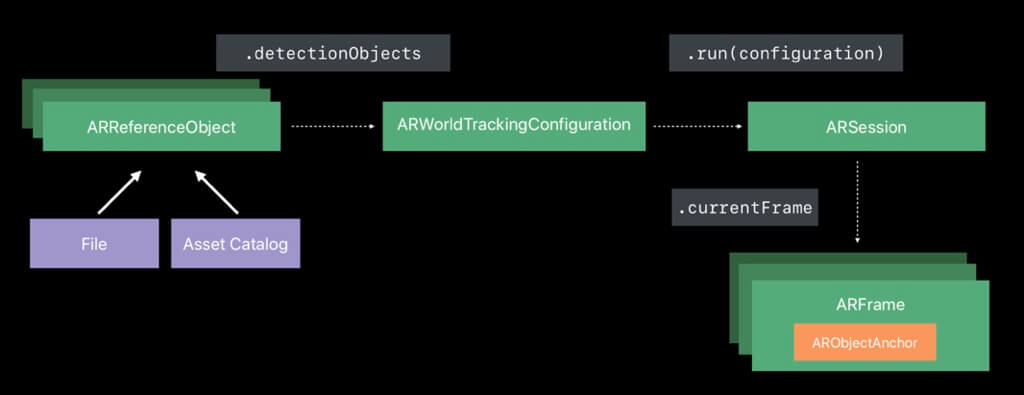 .detectionObjects
.run(configuration)
ARReferenceObject
ARWorldTrackingConfiguration
ARSession
.currentFrame
File
Asset Catalog
ARFrame
ARObjectAnchor